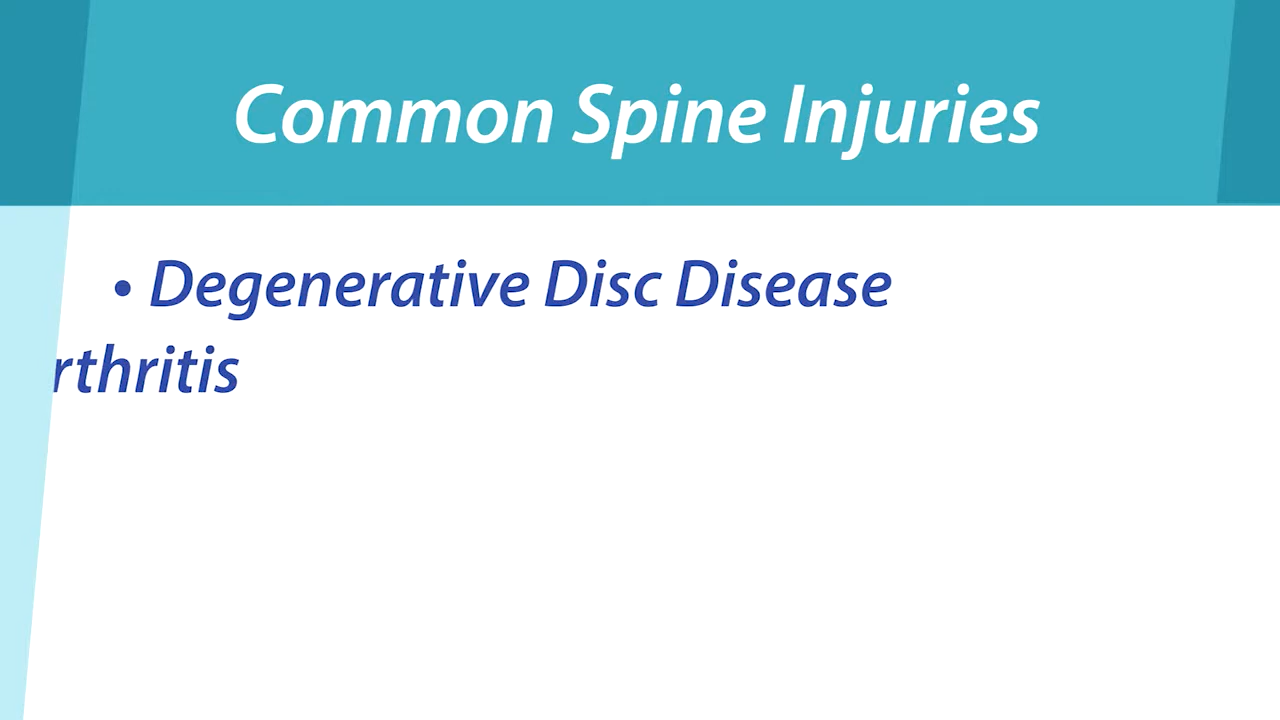 Common Spine Injuries
• Degenerative Disc Disease
rthritis